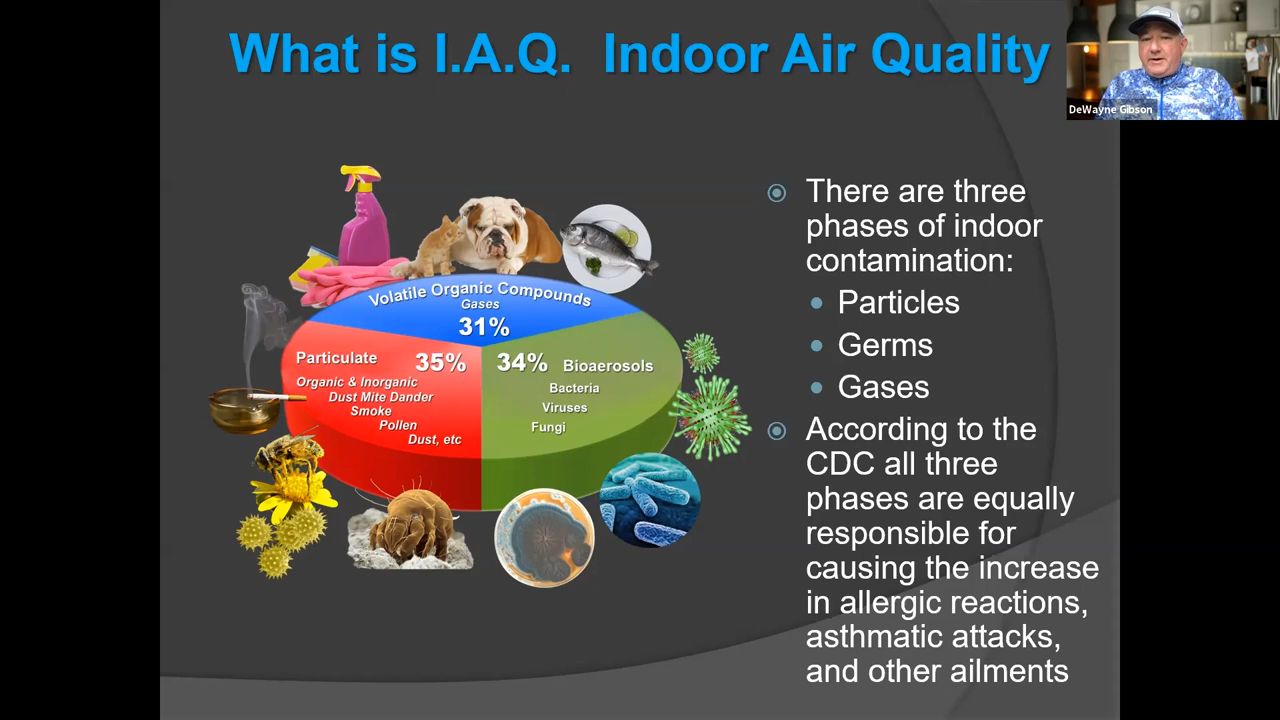 What is I.A.Q. Indoor Air Quality
DeWayne Gibson
Volatile Organic Compounds
Gases
31%
Particulate
35%
Organic & Inorganic
Dust Mite Dander
Smoke
Pollen
Dust, etc
34%
Bioaerosols
Bacteria
Viruses
Fungi
There are three
phases of indoor
contamination:
Particles
Germs
Gases
According to the
CDC all three
phases are equally
responsible for
causing the increase
in allergic reactions,
asthmatic attacks,
and other ailments